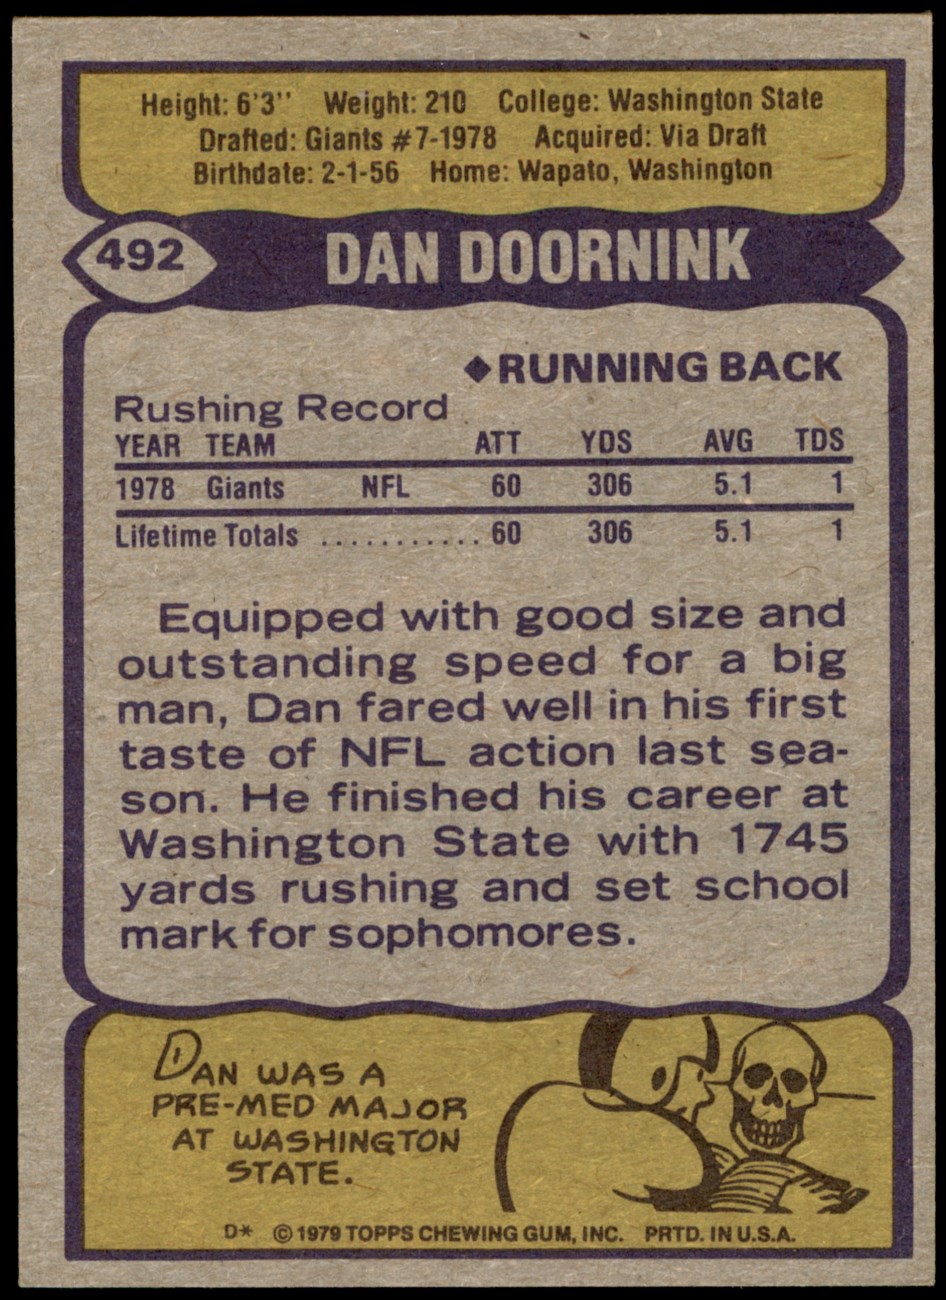 Height: 6'3" Weight: 210 College: Washington State
Drafted: Giants #7-1978 Acquired: Via Draft
Birthdate: 2-1-56 Home: Wapato, Washington
492 DAN DOORNINK
◆RUNNING BACK
Rushing Record
YEAR TEAM ATT YDS AVG TDS
1978 Giants NFL 60 306 5.1 1
Lifetime Totals ........... 60 306 5.1 1
Equipped with good size and
outstanding speed for a big
man, Dan fared well in his first
taste of NFL action last sea-
son. He finished his career at
Washington State with 1745
yards rushing and set school
mark for sophomores.
DAN WAS A
PRE-MED MAJOR
AT WASHINGTON
STATE.
D* © 1979 TOPPS CHEWING GUM, INC. PRTD. IN U.S.A.